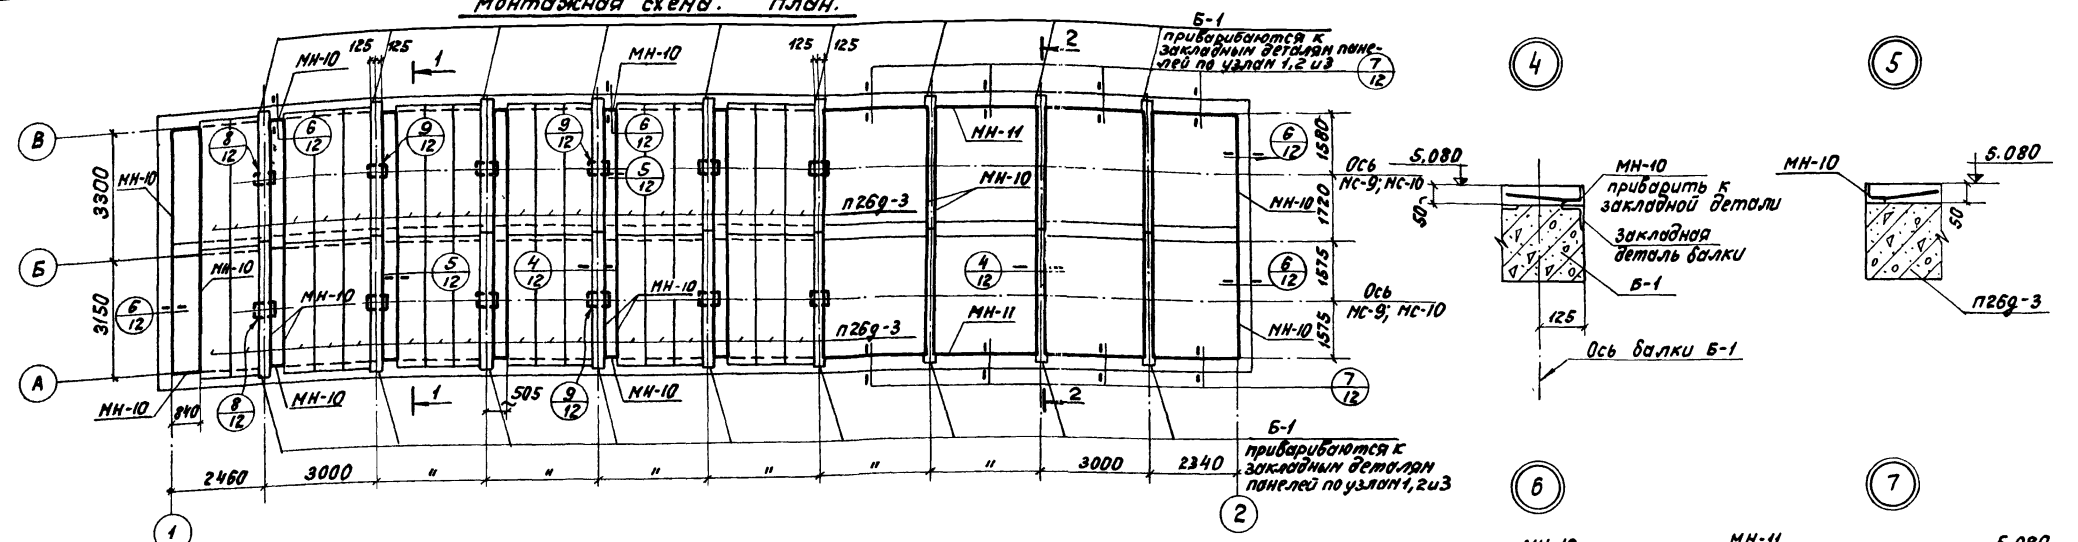 Монтажная схема. План.
Б-1
привариваются к
закладным деталям пане-
лей по узлам 1,2 и 3
7
12
125 125
125 125
1
2
МН-10
МН-10
4
5
В
8
12
6
12
9
12
9
12
6
12
МН-11
6
12
1580
Ось
МС-9; МС-10
5.080
МН-10
приварить к
закладной детали
МН-10
5.080
3300
МН-10
5
12
МН-10
п26д-3
МН-10
1720
50
50
Закладная
деталь балки
Б
МН-10
5
12
4
12
4
12
6
12
1575
Б-1
3150
6
12
МН-10
МН-10
Ось
МС-9; МС-10
п26д-3
п26д-3
МН-11
МН-10
1575
125
Ось балки Б-1
А
МН-10
840
8
12
МН-10
1
505
9
12
МН-10
2
7
12
Б-1
привариваются к
закладным деталям
панелей по узлам 1,2 и 3
2460
3000
"
"
"
"
"
"
3000
2340
1
2
6
7
МН-10
МН-11
5.080